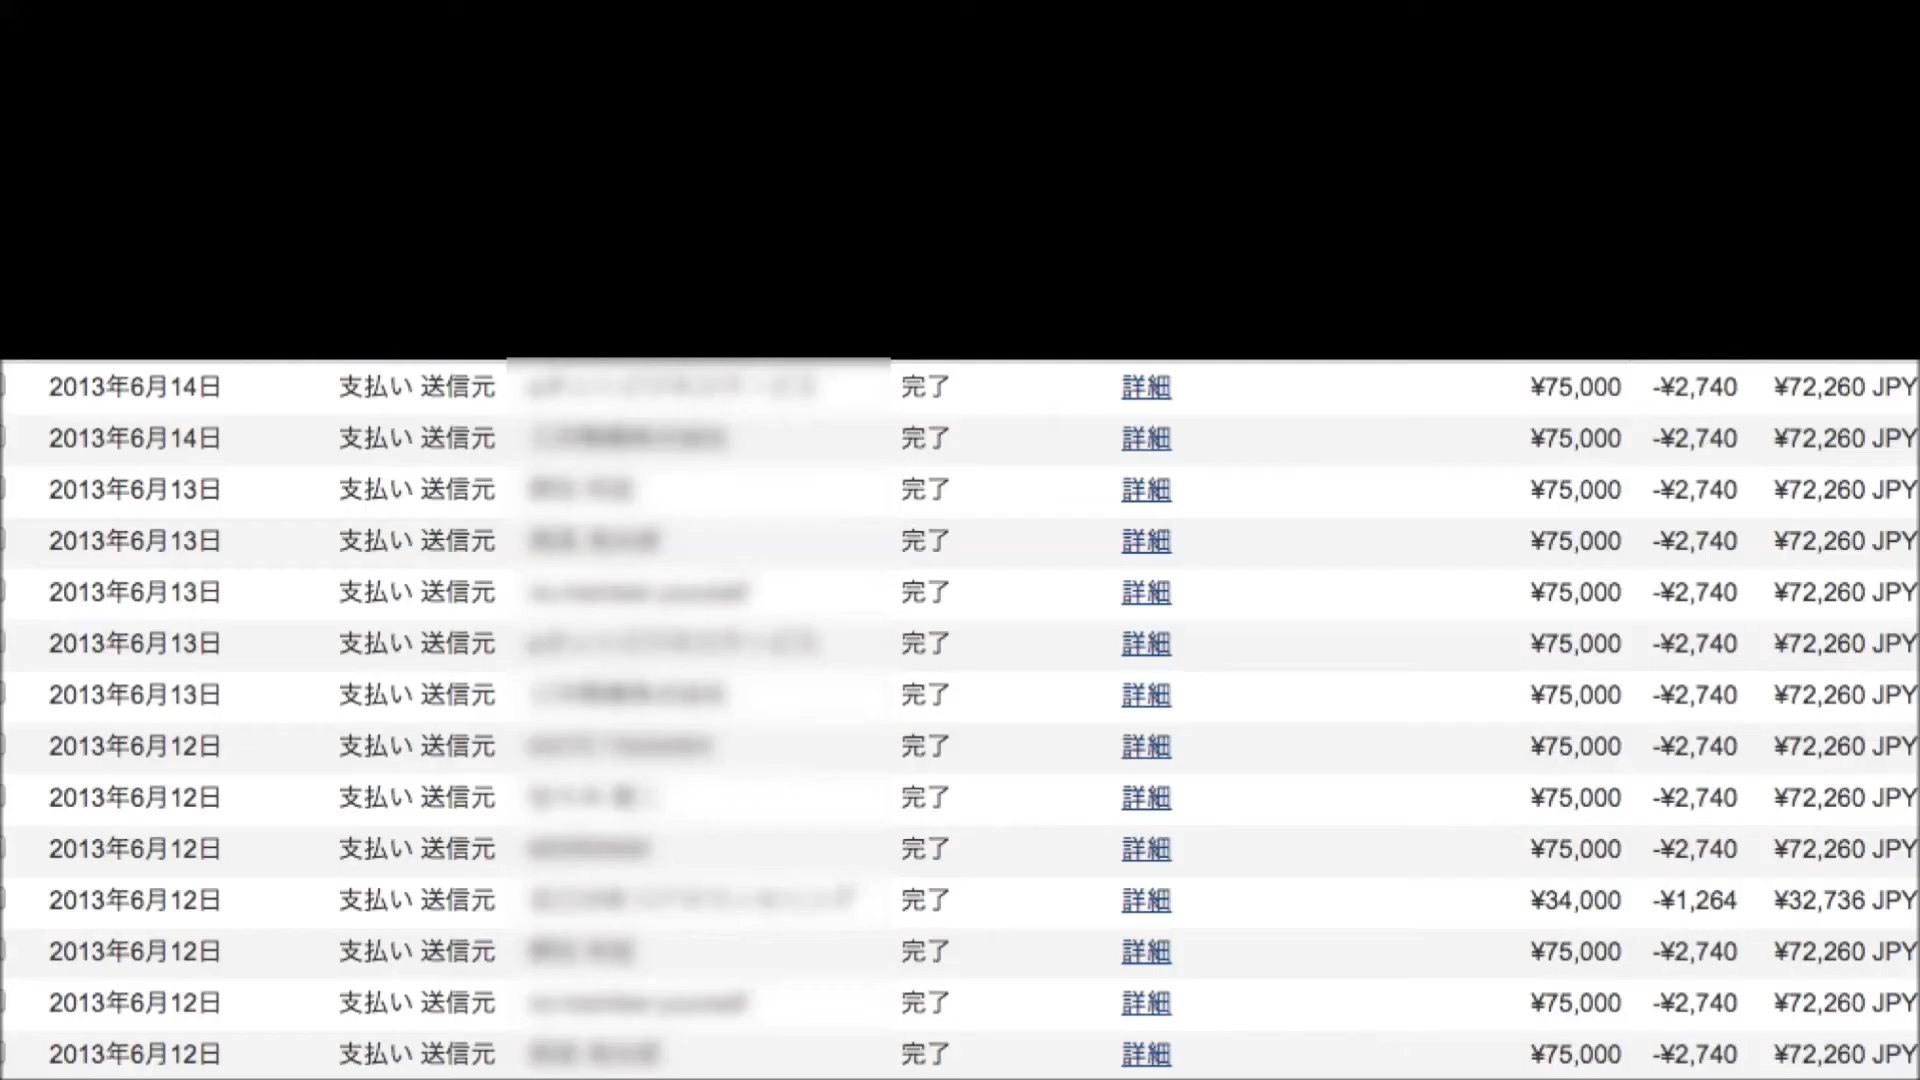 2013年6月14日 支払い 送信元 完了 詳細 ¥75,000 -¥2,740 ¥72,260 JPY
2013年6月14日 支払い 送信元 完了 詳細 ¥75,000 -¥2,740 ¥72,260 JPY
2013年6月13日 支払い 送信元 完了 詳細 ¥75,000 -¥2,740 ¥72,260 JPY
2013年6月13日 支払い 送信元 完了 詳細 ¥75,000 -¥2,740 ¥72,260 JPY
2013年6月13日 支払い 送信元 完了 詳細 ¥75,000 -¥2,740 ¥72,260 JPY
2013年6月13日 支払い 送信元 完了 詳細 ¥75,000 -¥2,740 ¥72,260 JPY
2013年6月13日 支払い 送信元 完了 詳細 ¥75,000 -¥2,740 ¥72,260 JPY
2013年6月12日 支払い 送信元 完了 詳細 ¥75,000 -¥2,740 ¥72,260 JPY
2013年6月12日 支払い 送信元 完了 詳細 ¥75,000 -¥2,740 ¥72,260 JPY
2013年6月12日 支払い 送信元 完了 詳細 ¥75,000 -¥2,740 ¥72,260 JPY
2013年6月12日 支払い 送信元 完了 詳細 ¥34,000 -¥1,264 ¥32,736 JPY
2013年6月12日 支払い 送信元 完了 詳細 ¥75,000 -¥2,740 ¥72,260 JPY
2013年6月12日 支払い 送信元 完了 詳細 ¥75,000 -¥2,740 ¥72,260 JPY
2013年6月12日 支払い 送信元 完了 詳細 ¥75,000 -¥2,740 ¥72,260 JPY